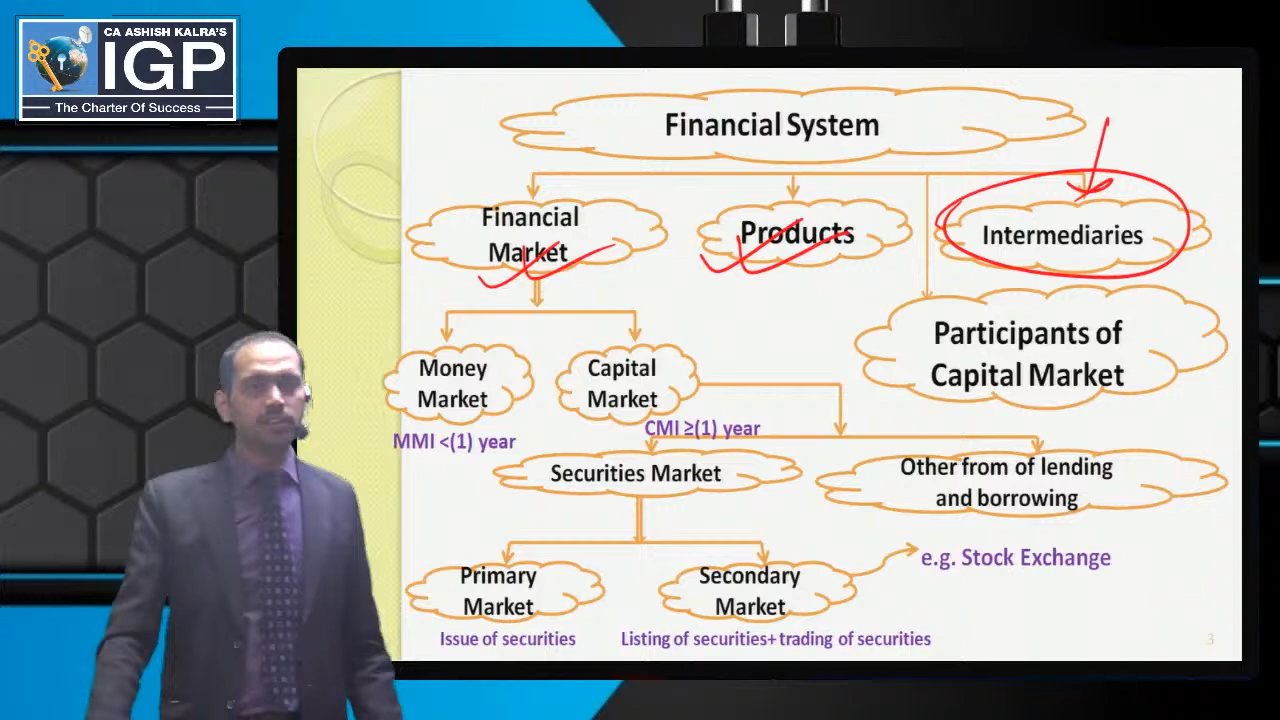 CA ASHISH KALRA'S
IGP
The Charter Of Success
Financial System
Financial
Market
Products
Intermediaries
Participants of
Capital Market
Money
Market
Capital
Market
MMI <(1) year
CMI ≥(1) year
Securities Market
Other from of lending
and borrowing
Primary
Market
Secondary
Market
e.g. Stock Exchange
Issue of securities
Listing of securities+ trading of securities
3